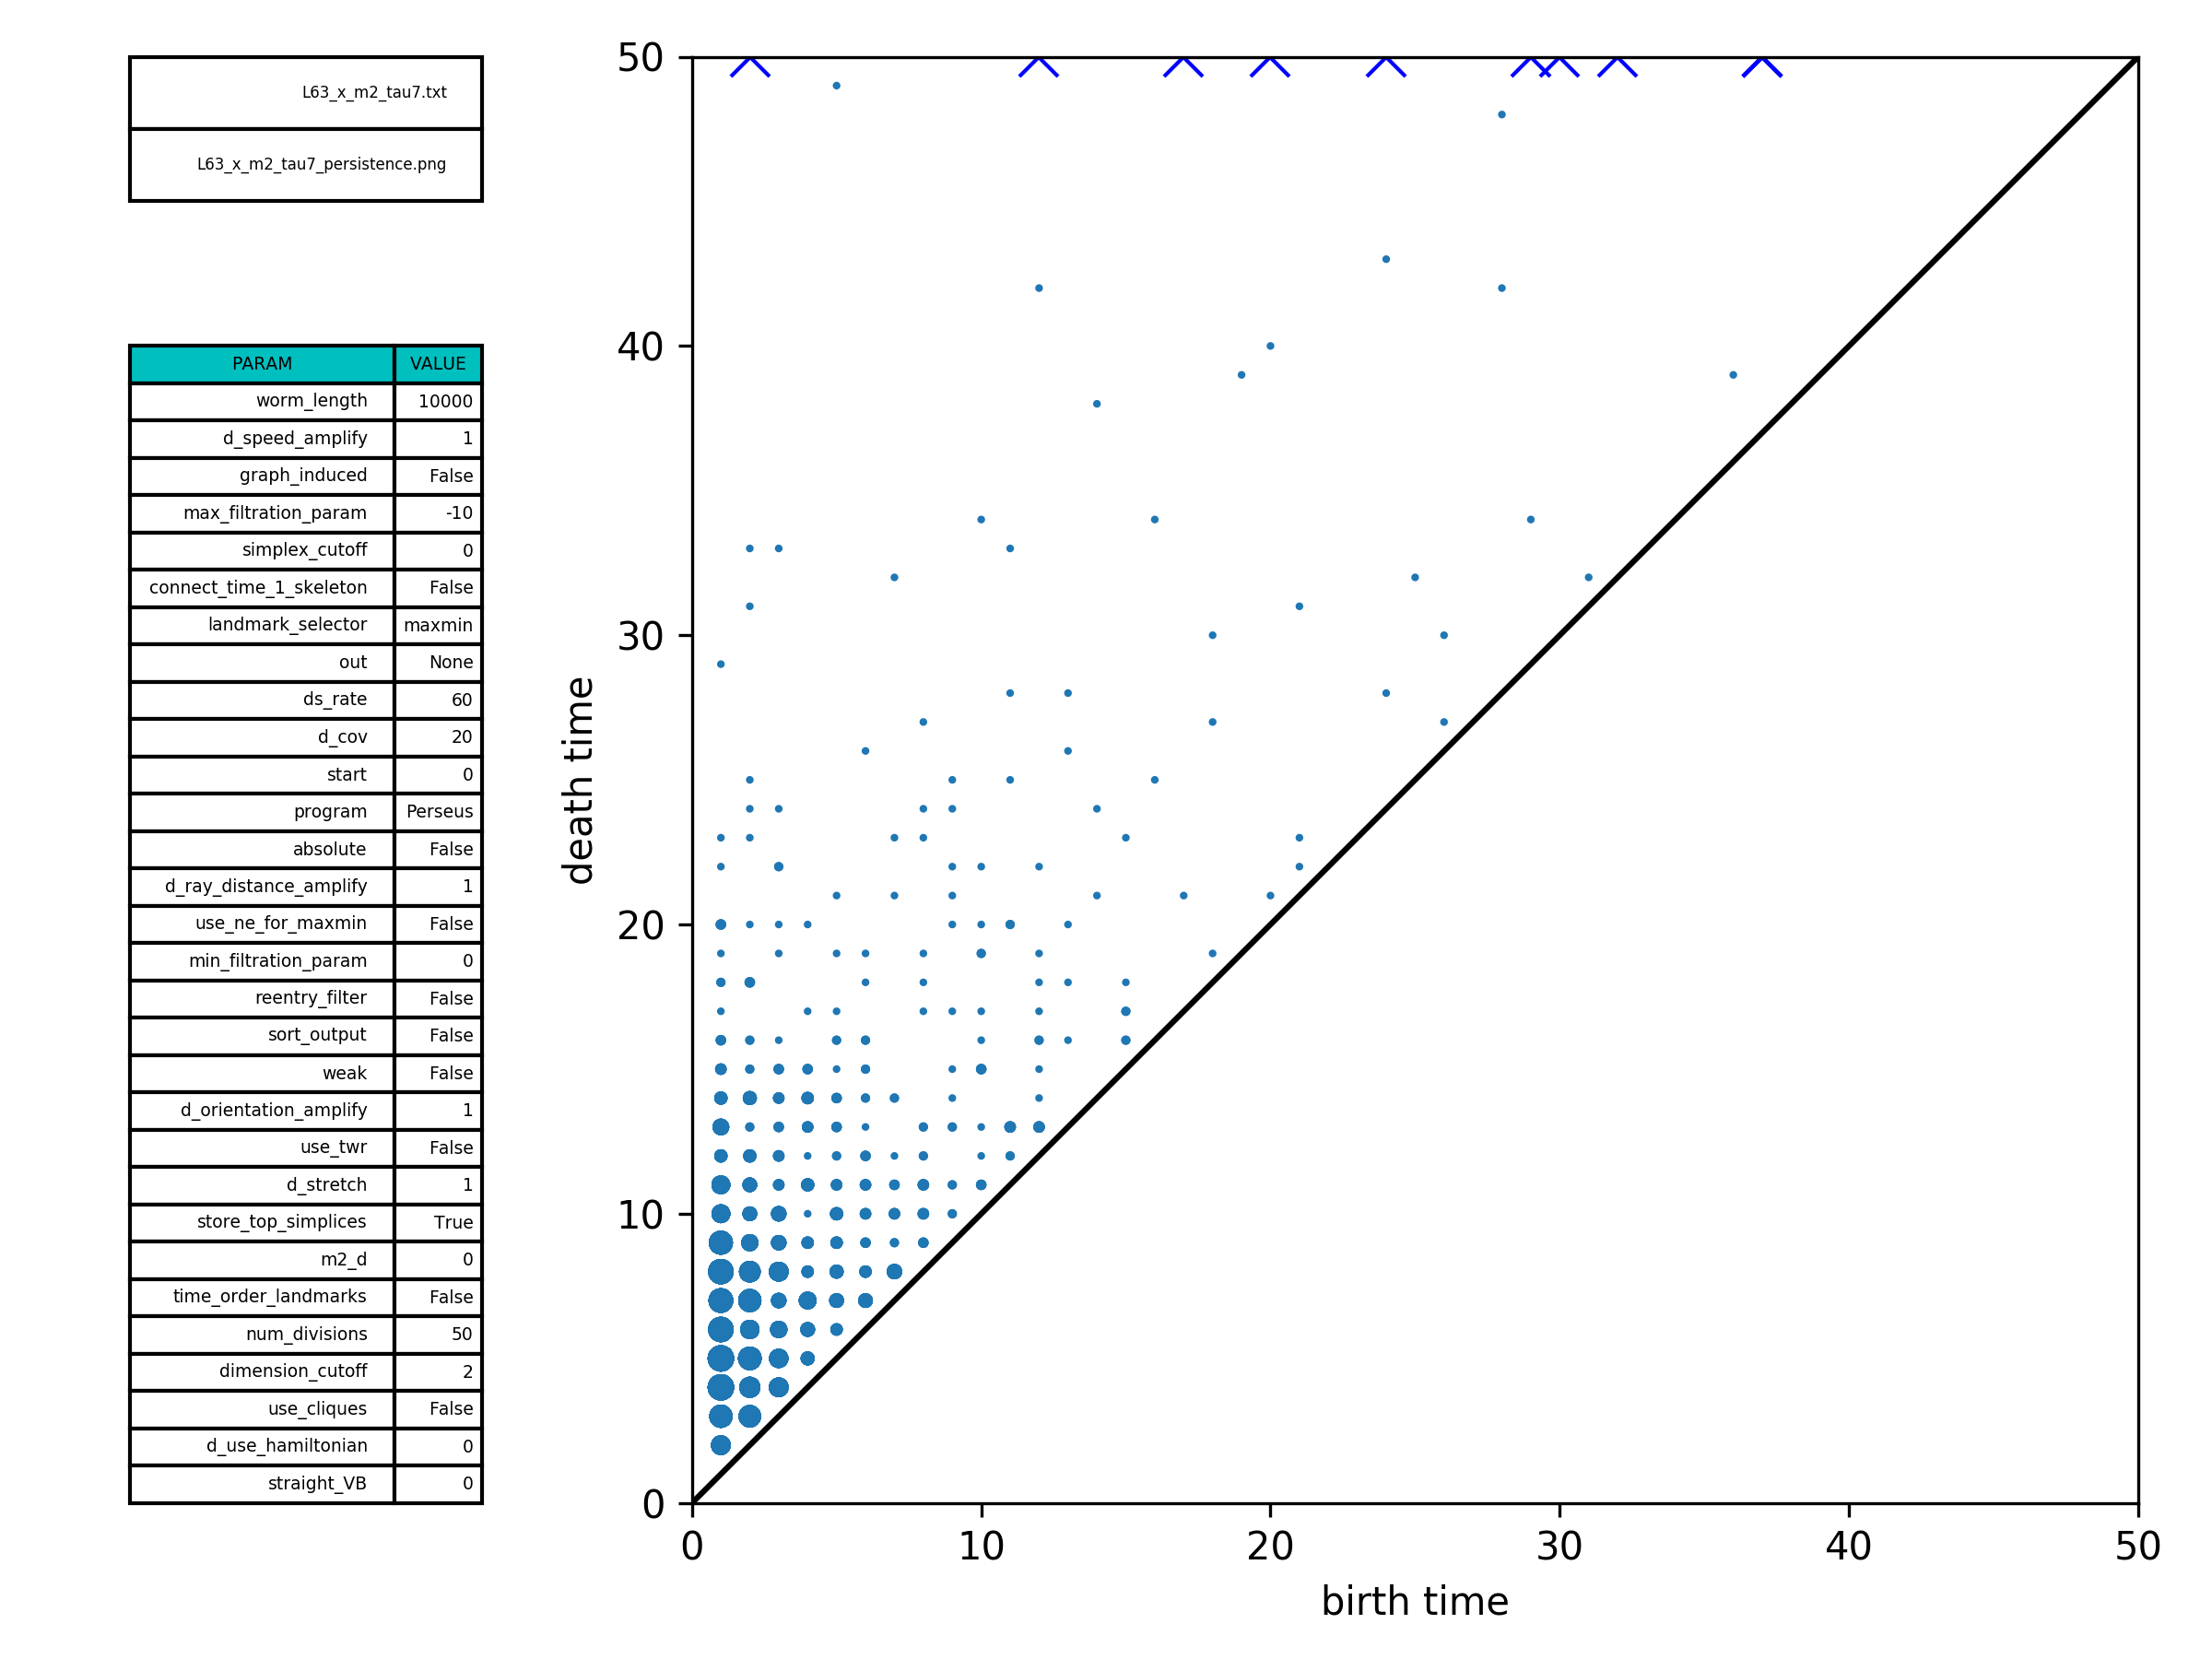 L63_x_m2_tau7.txt
L63_x_m2_tau7_persistence.png
PARAM VALUE
worm_length 10000
d_speed_amplify 1
graph_induced False
max_filtration_param -10
simplex_cutoff 0
connect_time_1_skeleton False
landmark_selector maxmin
out None
ds_rate 60
d_cov 20
start 0
program Perseus
absolute False
d_ray_distance_amplify 1
use_ne_for_maxmin False
min_filtration_param 0
reentry_filter False
sort_output False
weak False
d_orientation_amplify 1
use_twr False
d_stretch 1
store_top_simplices True
m2_d 0
time_order_landmarks False
num_divisions 50
dimension_cutoff 2
use_cliques False
d_use_hamiltonian 0
straight_VB 0
death time
50
40
30
20
10
0
0 10 20 30 40 50
birth time